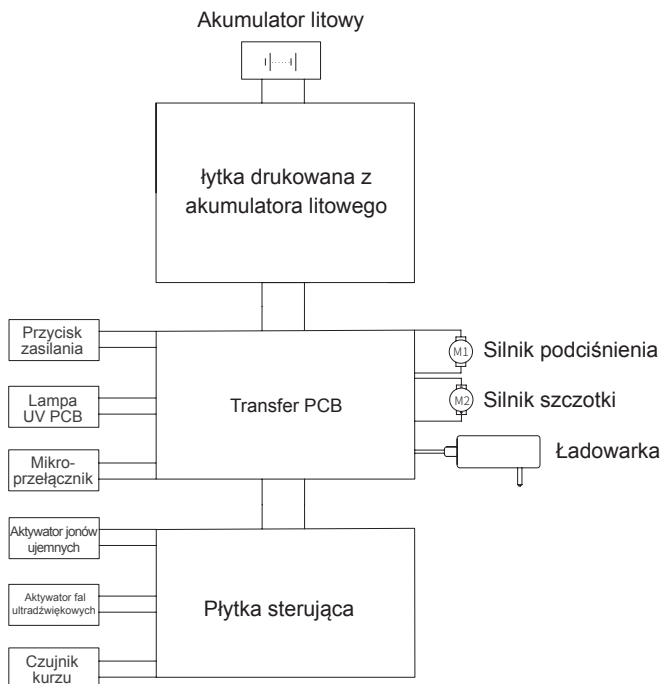 Akumulator litowy
łytka drukowana z
akumulatora litowego
Przycisk
zasilania
Lampa
UV PCB
Mikro-
przełącznik
Transfer PCB
M1
Silnik podciśnienia
M2
Silnik szczotki
Ładowarka
Aktywator jonów
ujemnych
Aktywator fal
ultradźwiękowych
Czujnik
kurzu
Płytka sterująca